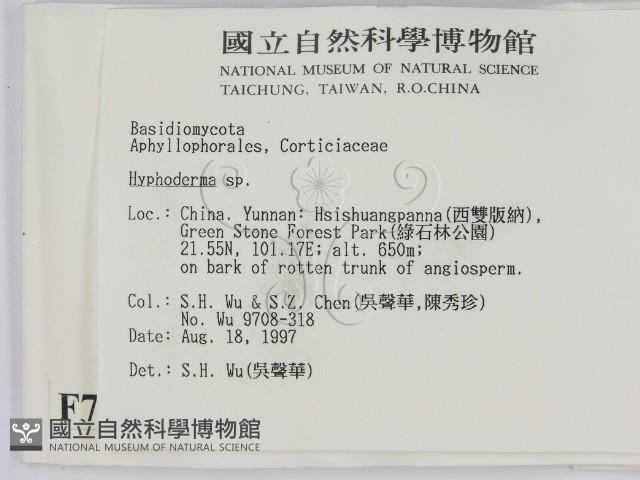 國立自然科學博物館
NATIONAL MUSEUM OF NATURAL SCIENCE
TAICHUNG, TAIWAN, R.O.CHINA
Basidiomycota
Aphyllophorales, Corticiaceae
Hyphoderma sp.
Loc.: China. Yunnan: Hsishuangpanna(西雙版納),
Green Stone Forest Park(綠石林公園)
21.55N, 101.17E; alt. 650m;
on bark of rotten trunk of angiosperm.
Col.: S.H. Wu & S.Z. Chen(吳聲華,陳秀珍)
No. Wu 9708-318
Date: Aug. 18, 1997
Det.: S.H. Wu(吳聲華)
F7
國立自然科學博物館
NATIONAL MUSEUM OF NATURAL SCIENCE